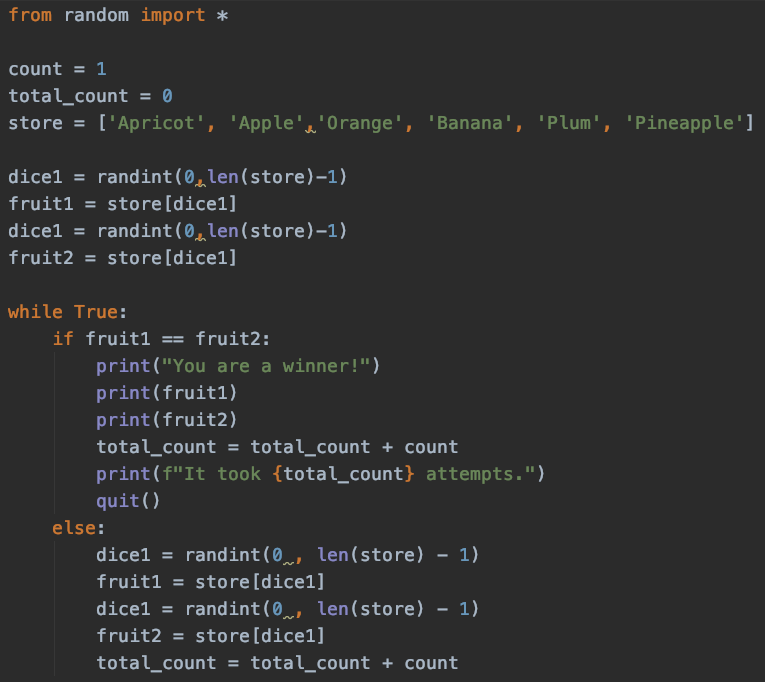 from random import *

count = 1
total_count = 0
store = ['Apricot', 'Apple','Orange', 'Banana', 'Plum', 'Pineapple']

dice1 = randint(0,len(store)-1)
fruit1 = store[dice1]
dice1 = randint(0,len(store)-1)
fruit2 = store[dice1]

while True:
    if fruit1 == fruit2:
        print("You are a winner!")
        print(fruit1)
        print(fruit2)
        total_count = total_count + count
        print(f"It took {total_count} attempts.")
        quit()
    else:
        dice1 = randint(0 , len(store) - 1)
        fruit1 = store[dice1]
        dice1 = randint(0 , len(store) - 1)
        fruit2 = store[dice1]
        total_count = total_count + count